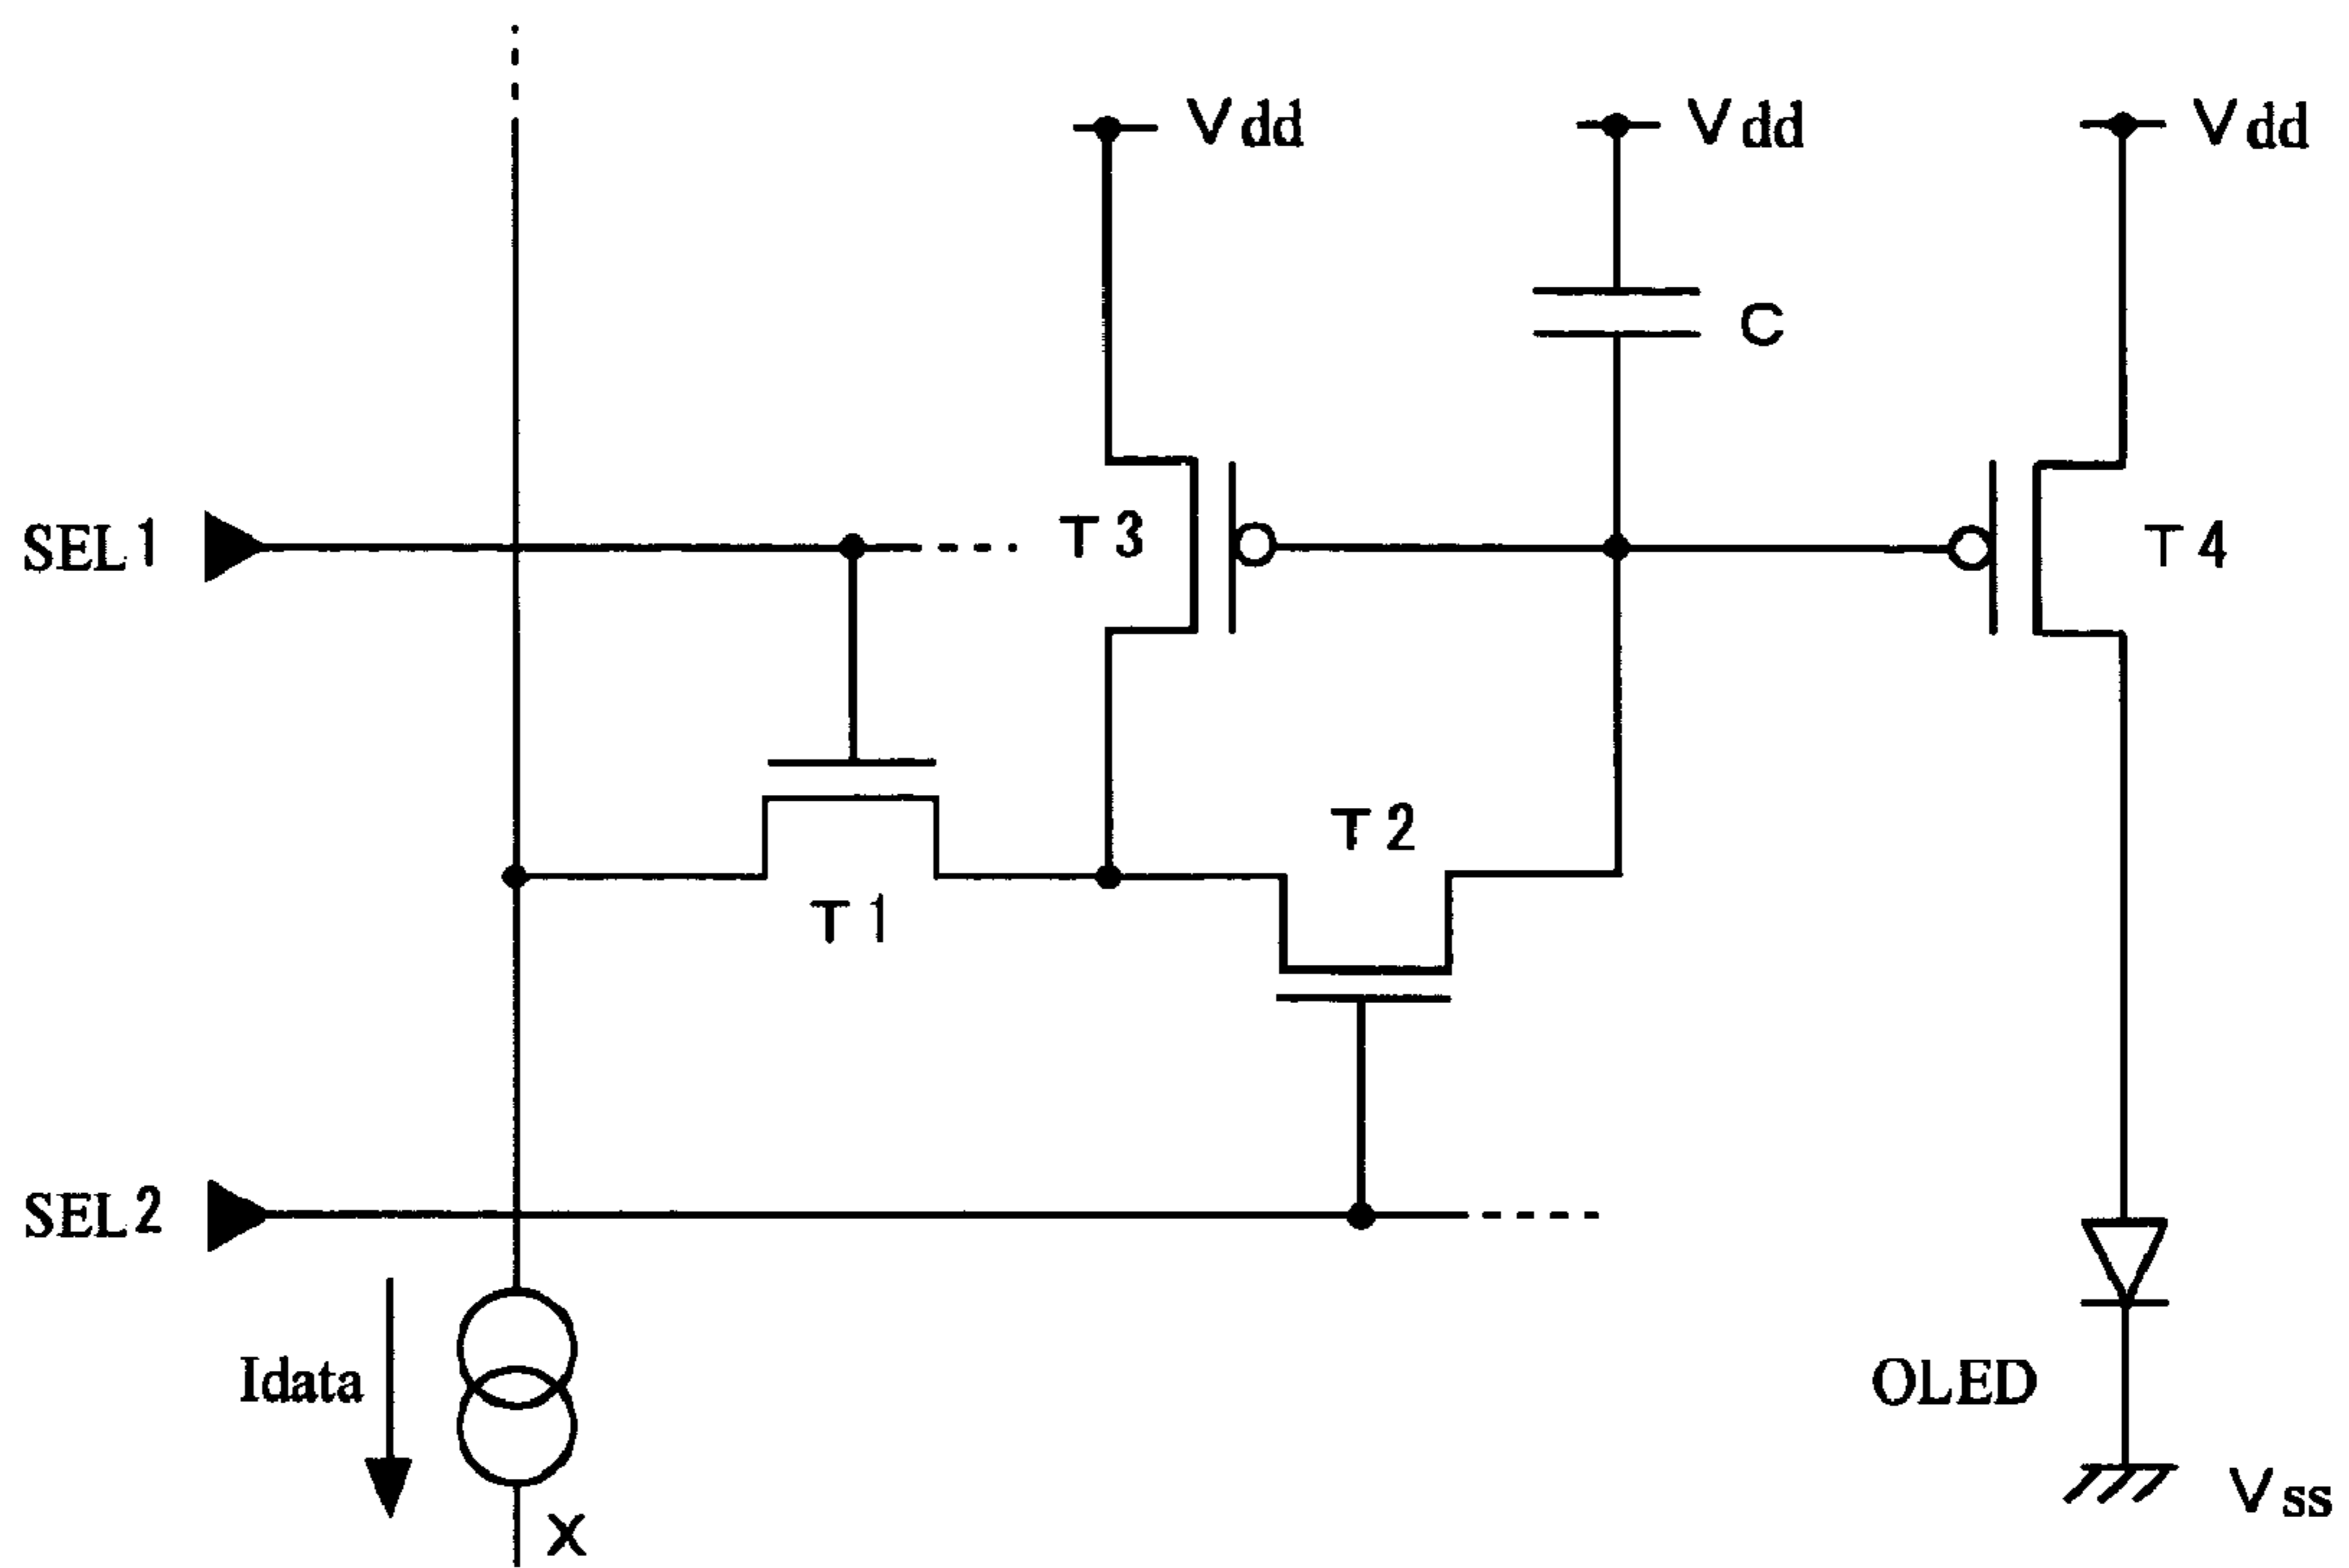 Vdd
Vdd
Vdd
C
SEL1
T3
T4
T2
T1
SEL2
Idata
OLED
Vss
X